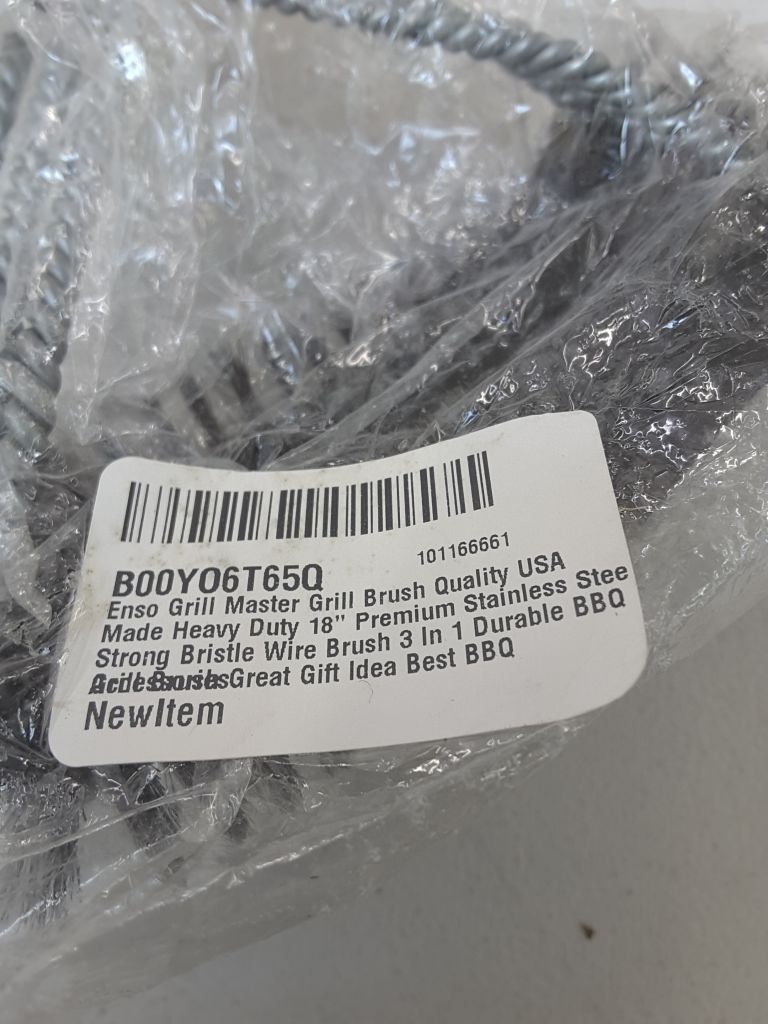 B00YO6T65Q
101166661
Enso Grill Master Grill Brush Quality USA
Made Heavy Duty 18" Premium Stainless Stee
Strong Bristle Wire Brush 3 In 1 Durable BBQ
Great Gift Idea Best BBQ
NewItem